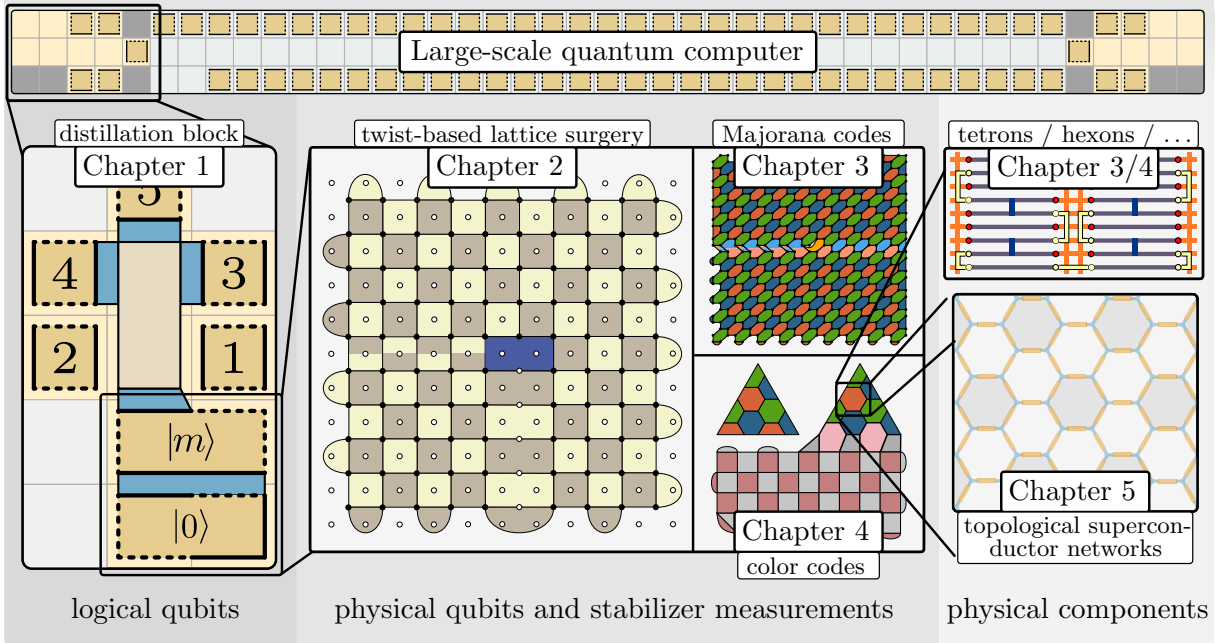 Large-scale quantum computer
distillation block
Chapter 1
5
4
3
2
1
|m⟩
|0⟩
twist-based lattice surgery
Chapter 2
Majorana codes
Chapter 3
Chapter 4
color codes
tetrons / hexons / ...
Chapter 3/4
Chapter 5
topological supercon-
ductor networks
logical qubits
physical qubits and stabilizer measurements
physical components